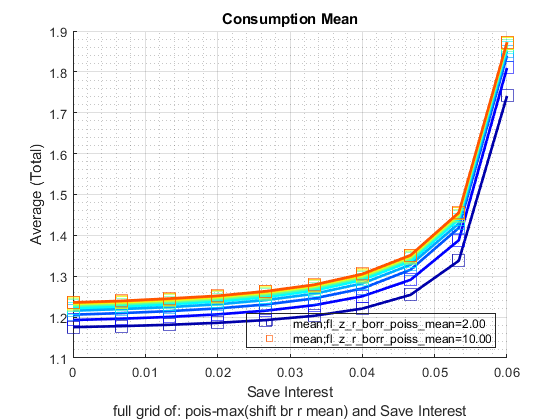 Consumption Mean
1.9
1.8
1.7
1.6
1.5
1.4
1.3
1.2
1.1
Average (Total)
mean;fl_z_r_borr_poiss_mean=2.00
mean;fl_z_r_borr_poiss_mean=10.00
0 0.01 0.02 0.03 0.04 0.05 0.06
Save Interest
full grid of: pois-max(shift br r mean) and Save Interest